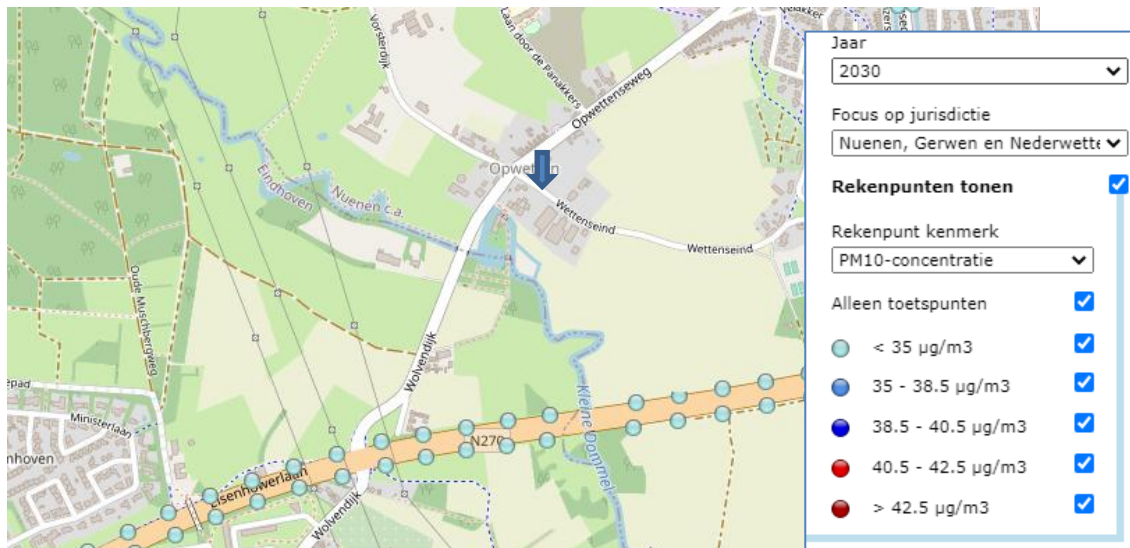 Jaar
2030
Focus op jurisdictie
Nuenen, Gerwen en Nederwette
Rekenpunten tonen
Rekenpunt kenmerk
PM10-concentratie
Alleen toetspunten
< 35 µg/m3
35 - 38.5 µg/m3
38.5 - 40.5 µg/m3
40.5 - 42.5 µg/m3
> 42.5 µg/m3
Vorsterdijk
Laan door de Panakkers
Opwettenseweg
Eindhoven
Nuenen c.a.
Wettenseind
Wettenseind
Oude Muschbergweg
Wolvendijk
Kleine Dommel
epad
Ministerlaan
N270
mhoven
Eisenhowerlaan
Wolvendijk